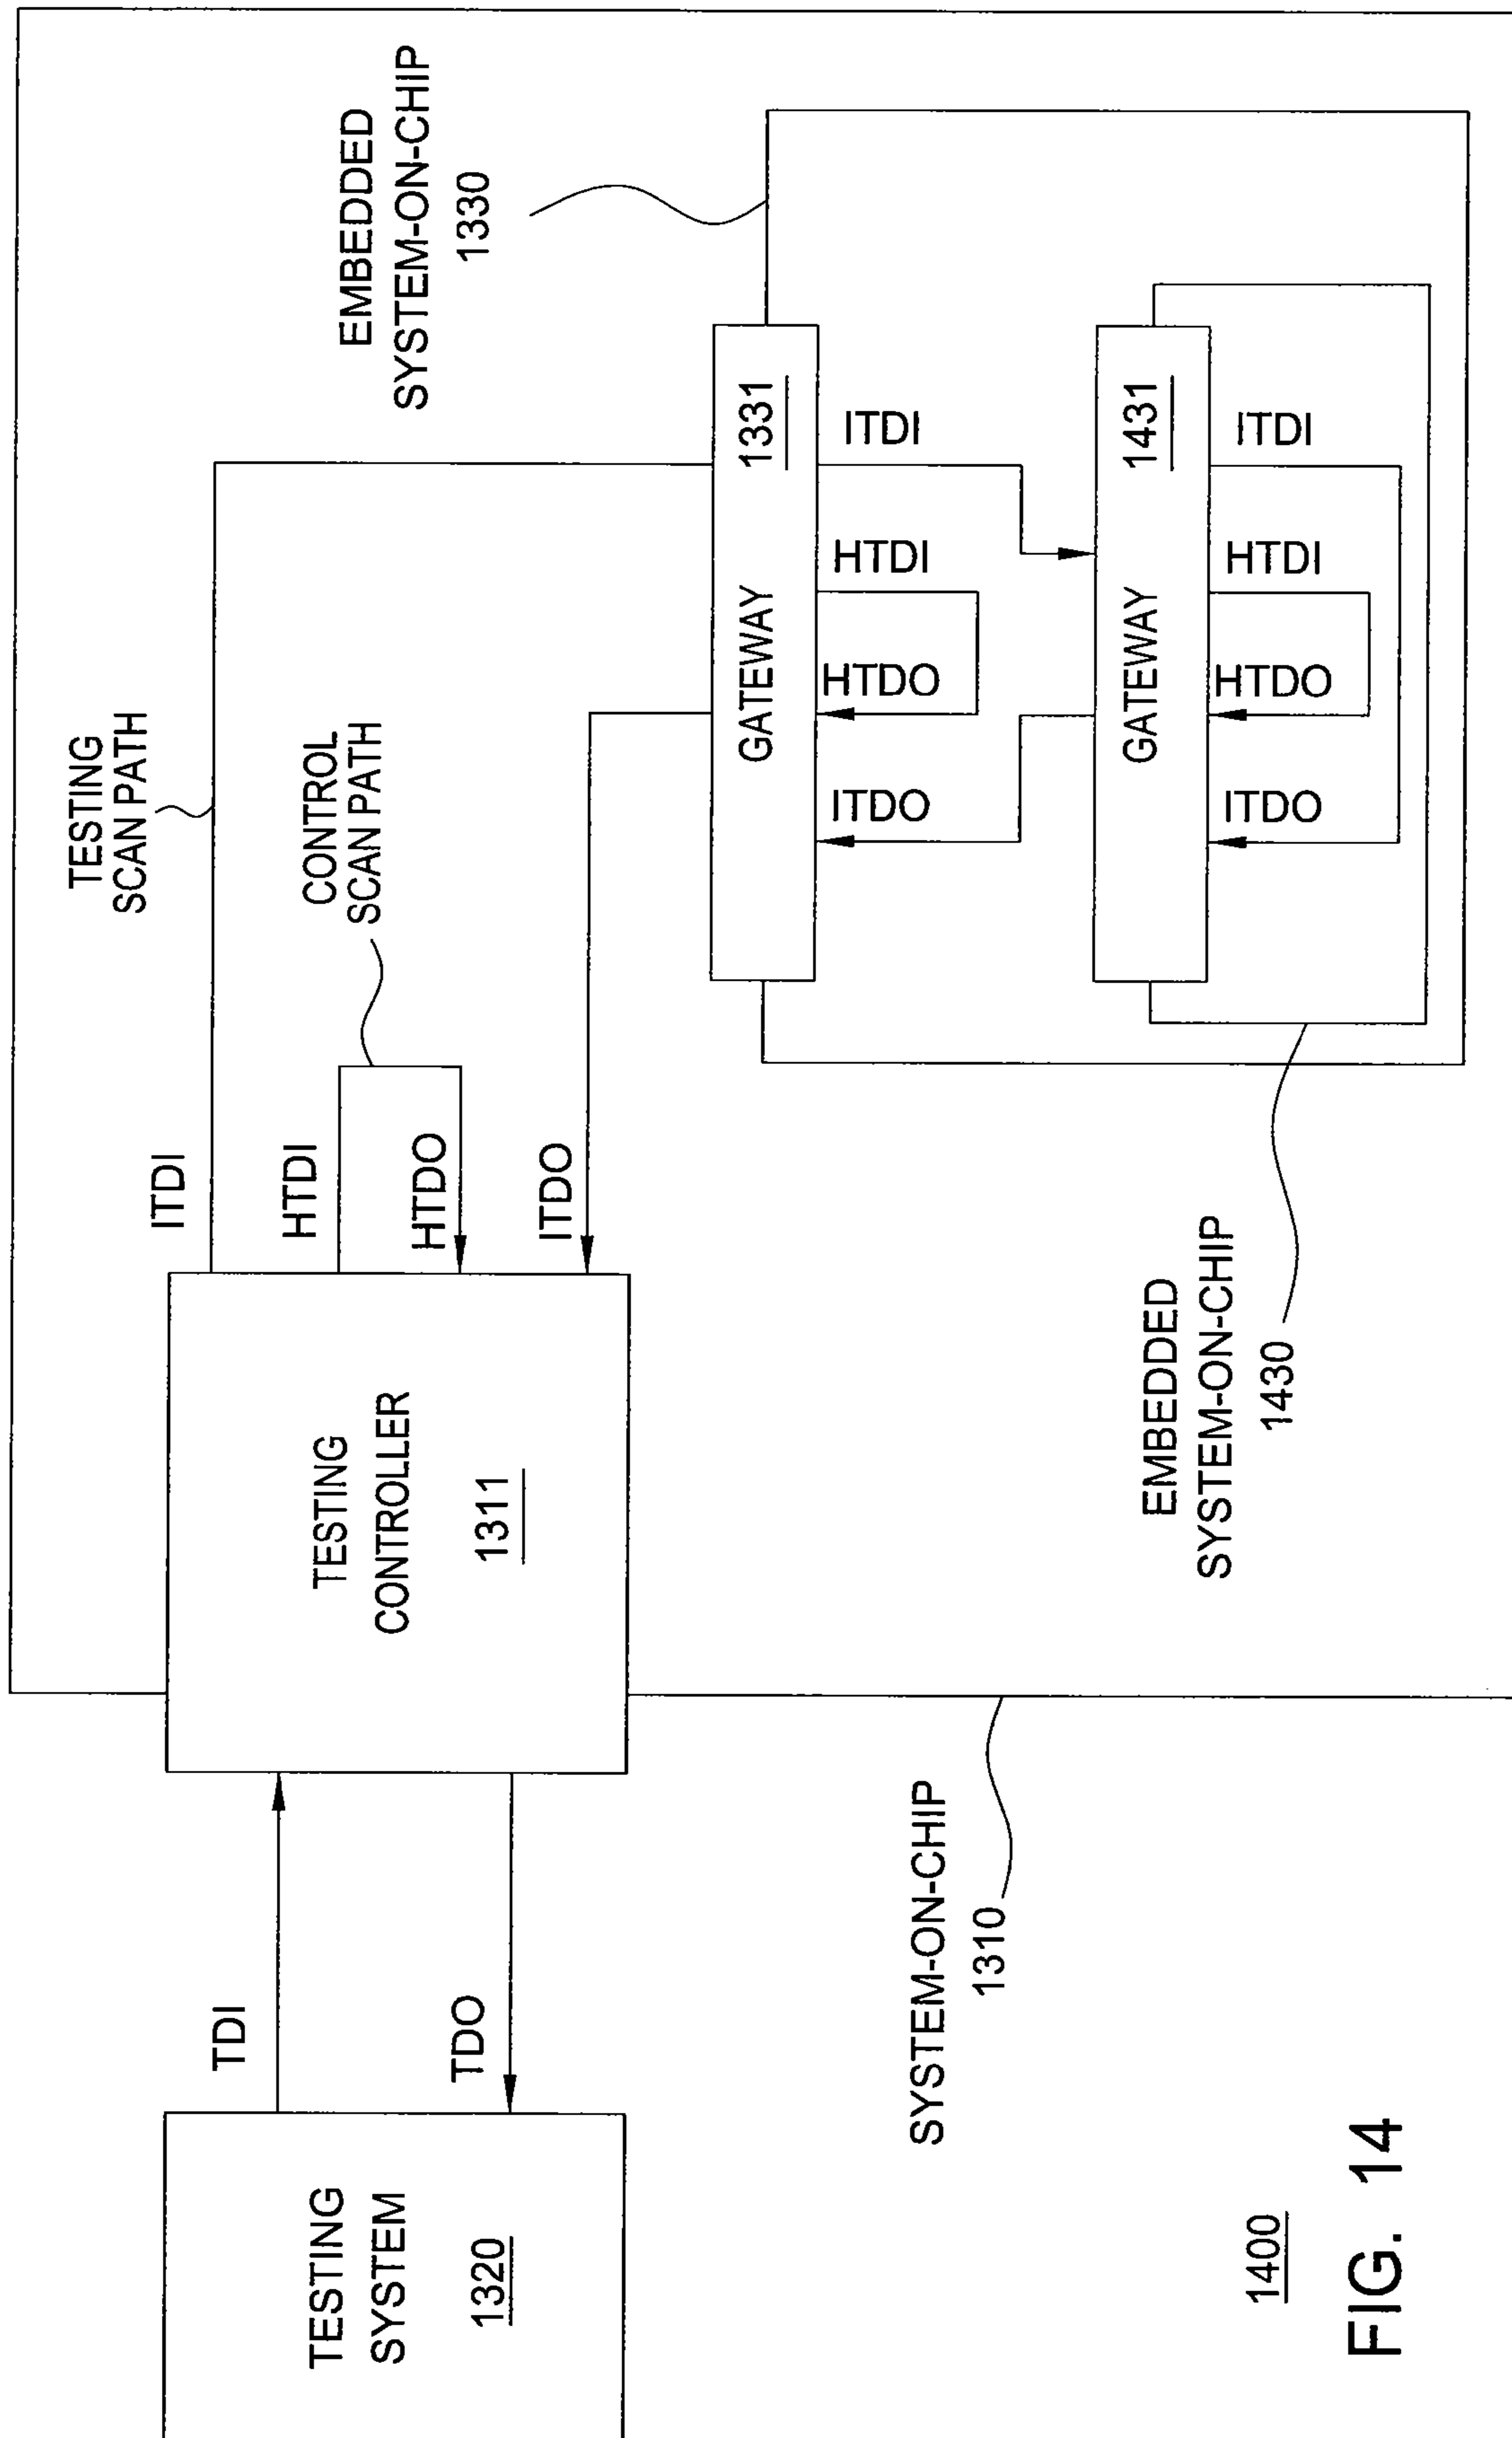 TESTING
SYSTEM
1320
TDI
TDO
TESTING
CONTROLLER
1311
ITDI
HTDI
HTDO
ITDO
TESTING
SCAN PATH
CONTROL
SCAN PATH
EMBEDDED
SYSTEM-ON-CHIP
1330
GATEWAY
1331
ITDO
HTDO
HTDI
ITDI
GATEWAY
1431
ITDO
HTDO
HTDI
ITDI
SYSTEM-ON-CHIP
1310
EMBEDDED
SYSTEM-ON-CHIP
1430
1400
FIG. 14